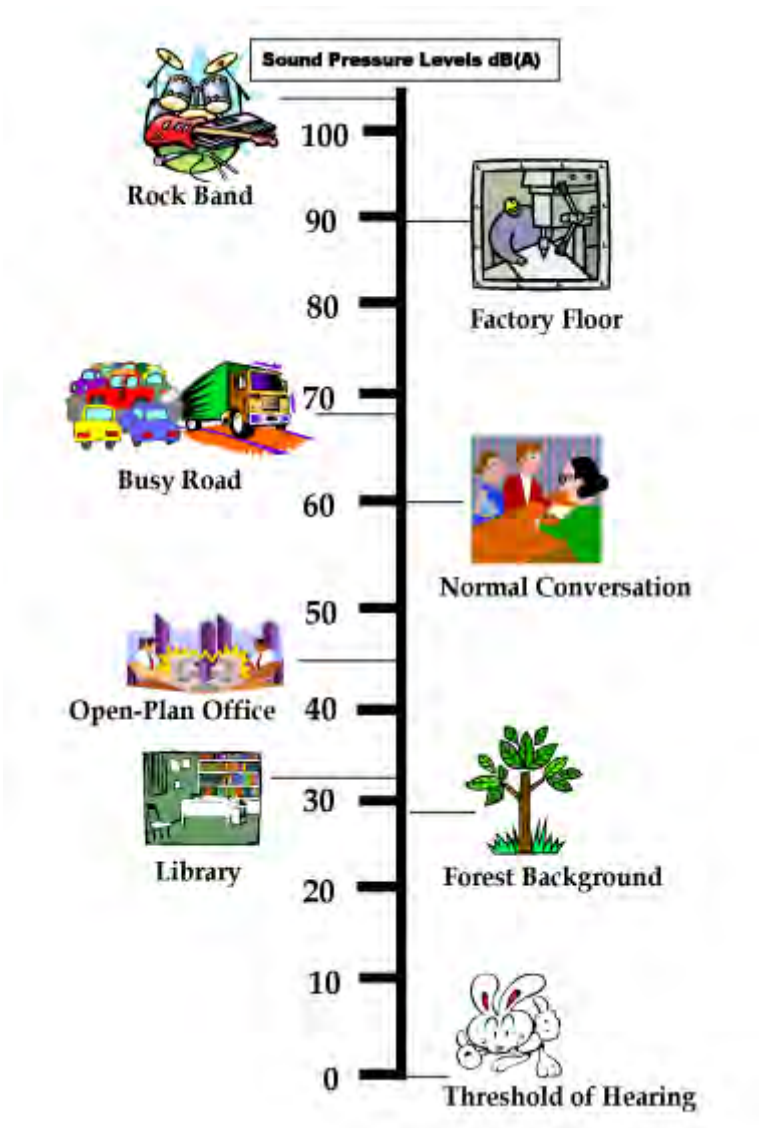 Sound Pressure Levels dB(A)
100
Rock Band
90
80
Factory Floor
70
Busy Road
60
Normal Conversation
50
Open-Plan Office
40
30
Library
Forest Background
20
10
0
Threshold of Hearing